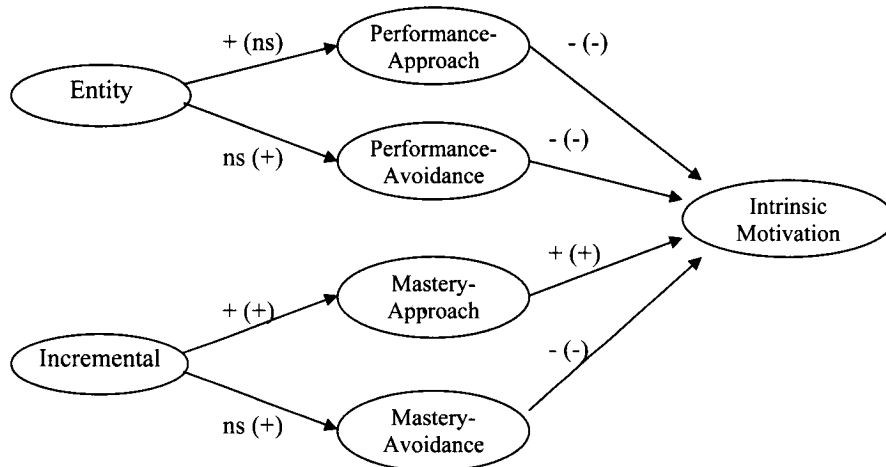 + (ns)
Performance-
Approach
- (-)
Entity
ns (+)
Performance-
Avoidance
- (-)
Intrinsic
Motivation
+ (+)
Mastery-
Approach
+ (+)
Incremental
- (-)
ns (+)
Mastery-
Avoidance